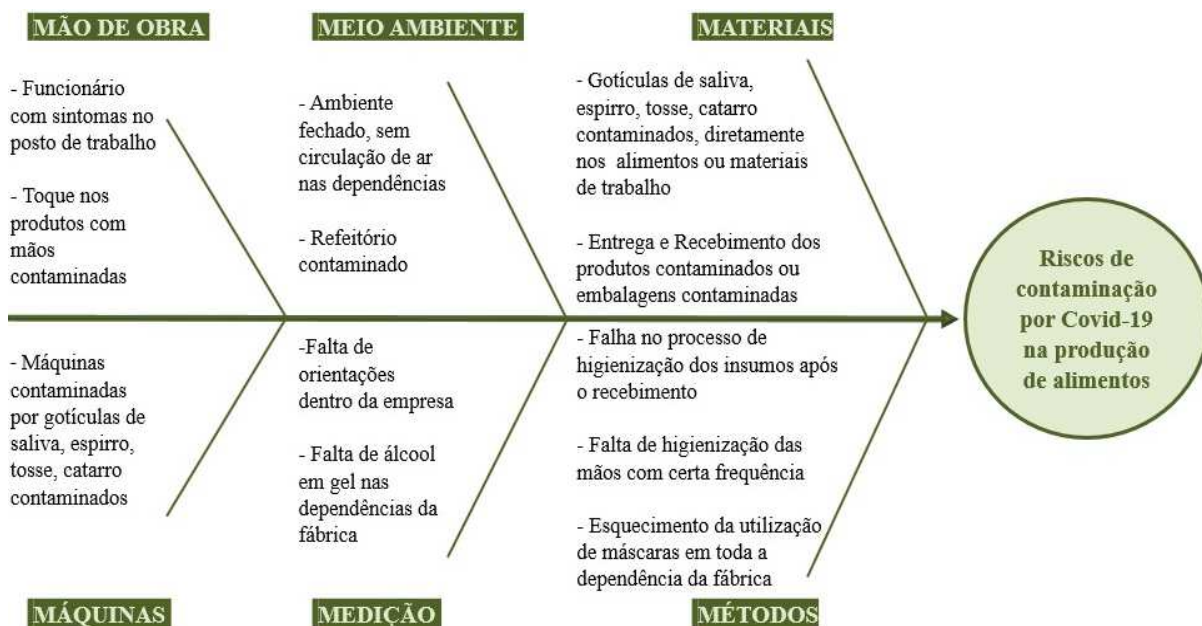 MÃO DE OBRA
- Funcionário
com sintomas no
posto de trabalho
- Toque nos
produtos com
mãos
contaminadas
MEIO AMBIENTE
- Ambiente
fechado, sem
circulação de ar
nas dependências
- Refeitório
contaminado
MATERIAIS
- Gotículas de saliva,
espirro, tosse, catarro
contaminados, diretamente
nos alimentos ou materiais
de trabalho
- Entrega e Recebimento dos
produtos contaminados ou
embalagens contaminadas
Riscos de
contaminação
por Covid-19
na produção
de alimentos
- Máquinas
contaminadas
por gotículas de
saliva, espirro,
tosse, catarro
contaminados
MÁQUINAS
-Falta de
orientações
dentro da empresa
- Falta de álcool
em gel nas
dependências da
fábrica
MEDIÇÃO
- Falha no processo de
higienização dos insumos após
o recebimento
- Falta de higienização das
mãos com certa frequência
- Esquecimento da utilização
de máscaras em toda a
dependência da fábrica
MÉTODOS